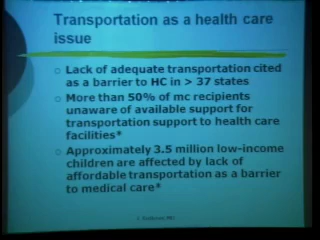 Transportation as a health care
issue
Lack of adequate transportation cited
as a barrier to HC in > 37 states
More than 50% of mc recipients
unaware of available support for
transportation support to health care
facilities*
Approximately 3.5 million low-income
children are affected by lack of
affordable transportation as a barrier
to medical care*